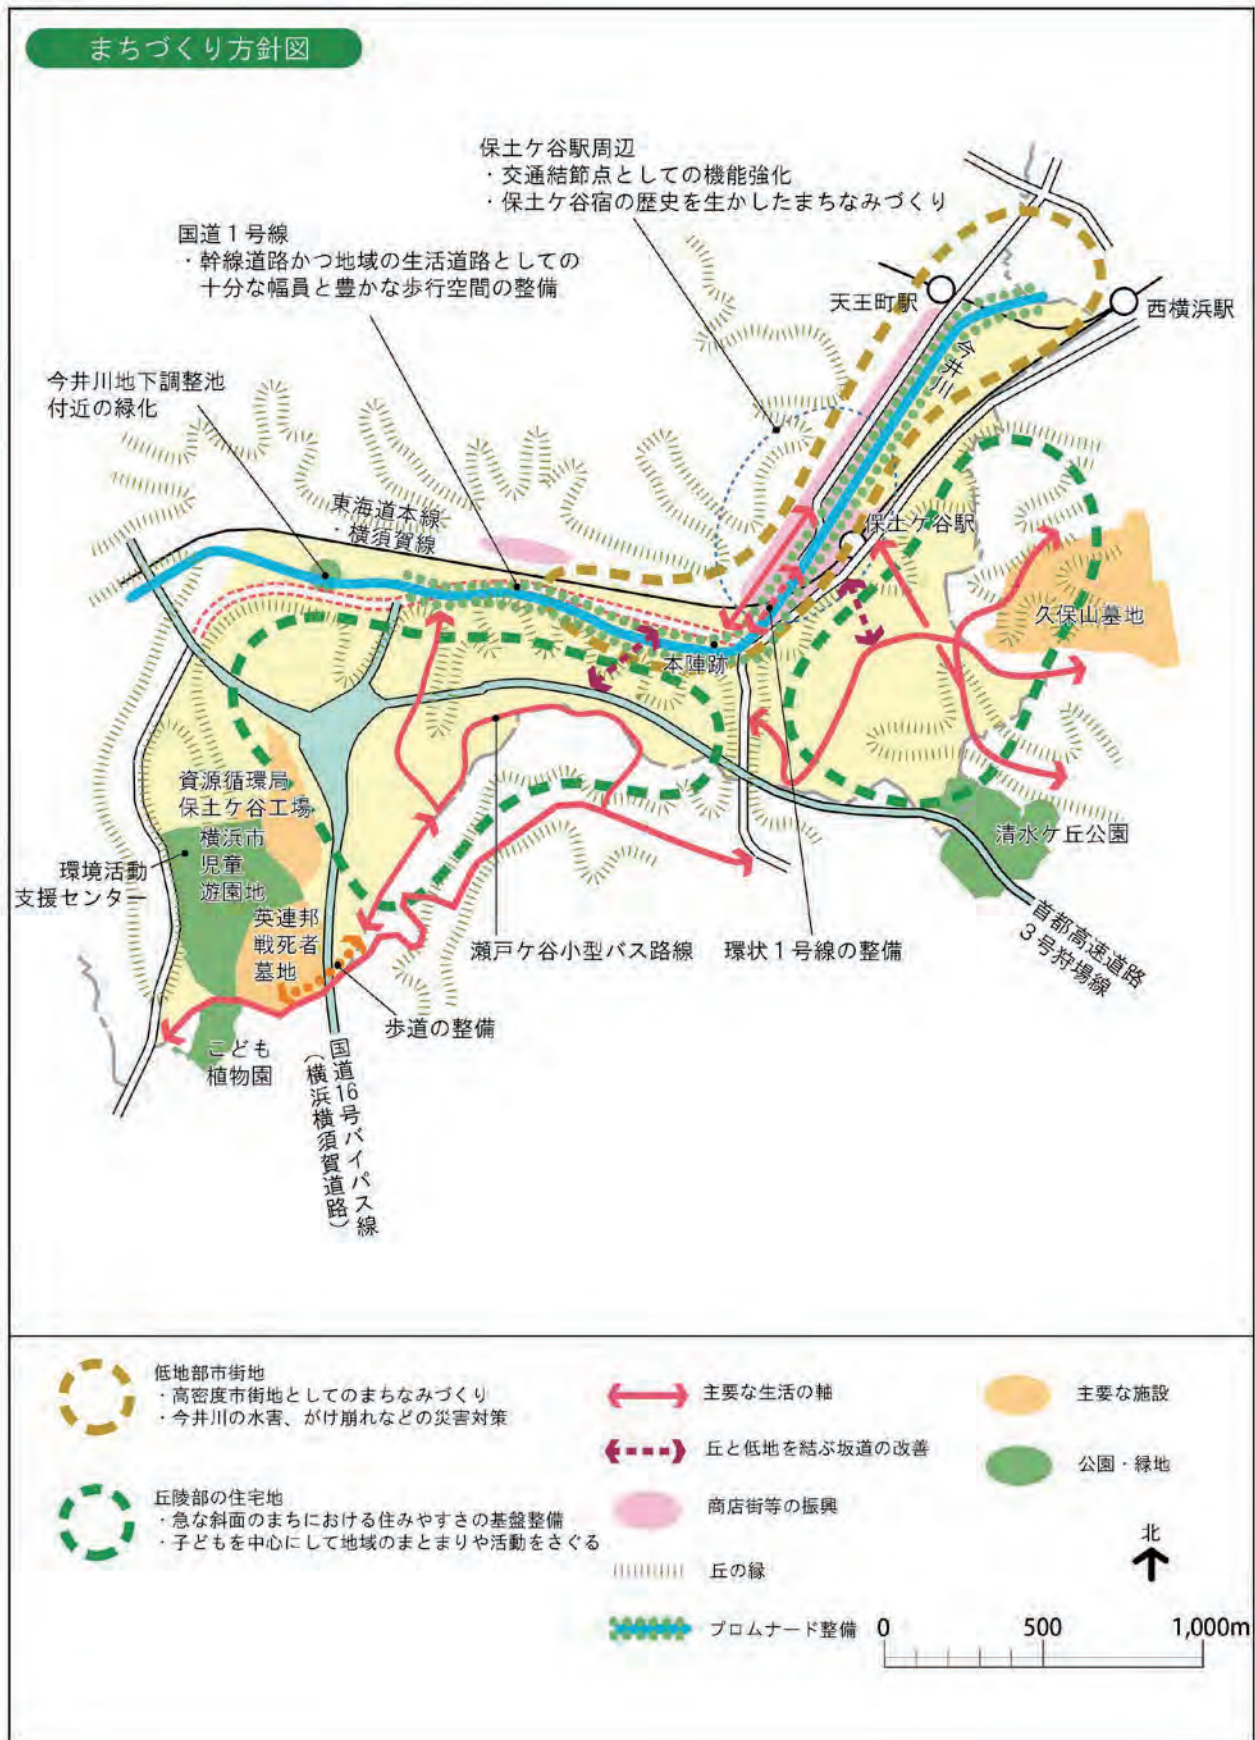 まちづくり方針図
保土ケ谷駅周辺
・交通結節点としての機能強化
・保土ケ谷宿の歴史を生かしたまちなみづくり
国道1号線
・幹線道路かつ地域の生活道路としての
十分な幅員と豊かな歩行空間の整備
天王町駅
西横浜駅
今井川
今井川地下調整池
付近の緑化
東海道本線
・横須賀線
保土ケ谷駅
久保山墓地
本陣跡
資源循環局
保土ケ谷工場
横浜市
児童
遊園地
環境活動
支援センター
清水ケ丘公園
英連邦
戦死者
墓地
瀬戸ケ谷小型バス路線
環状1号線の整備
首都高速道路
3号狩場線
歩道の整備
こども
植物園
国道16号バイパス線
（横浜横須賀道路）
低地部市街地
・高密度市街地としてのまちなみづくり
・今井川の水害、がけ崩れなどの災害対策
丘陵部の住宅地
・急な斜面のまちにおける住みやすさの基盤整備
・子どもを中心にして地域のまとまりや活動をさぐる
主要な生活の軸
丘と低地を結ぶ坂道の改善
商店街等の振興
丘の縁
プロムナード整備
主要な施設
公園・緑地
北
0 500 1,000m